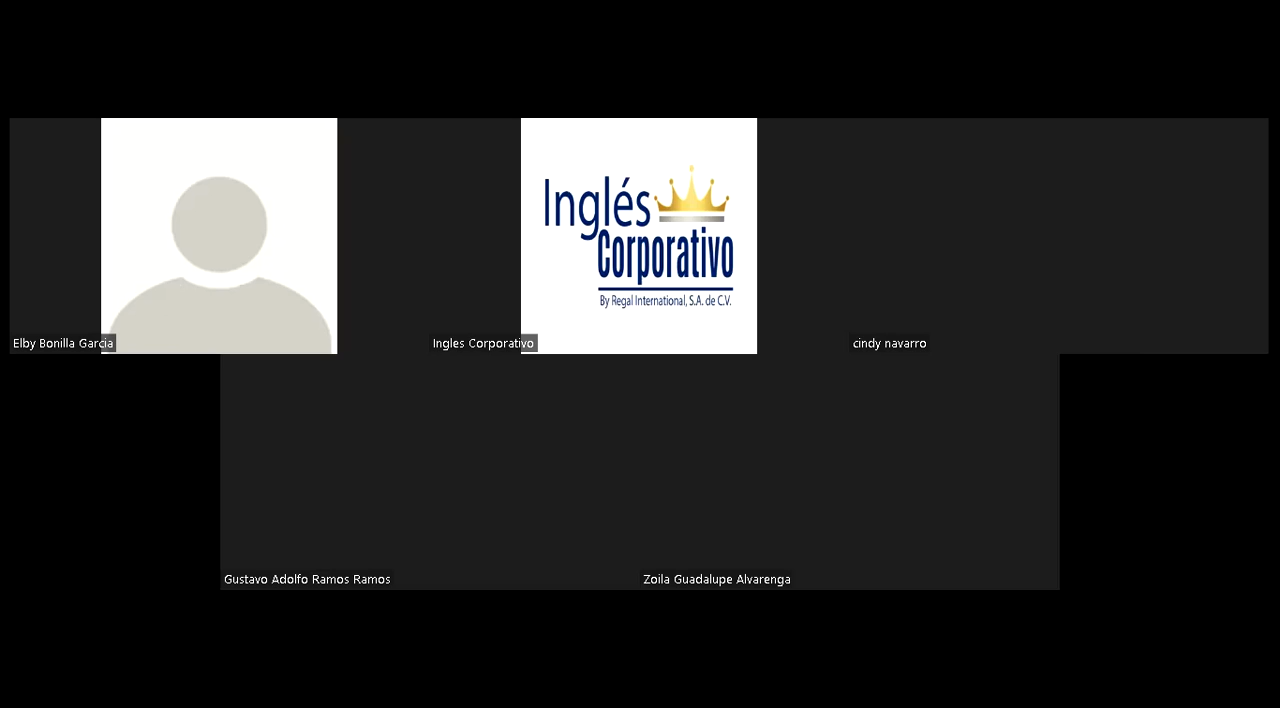 Inglés
Corporativo
By Regal International, S.A. de C.V.
Elby Bonilla Garcia
Ingles Corporativo
cindy navarro
Gustavo Adolfo Ramos Ramos
Zoila Guadalupe Alvarenga